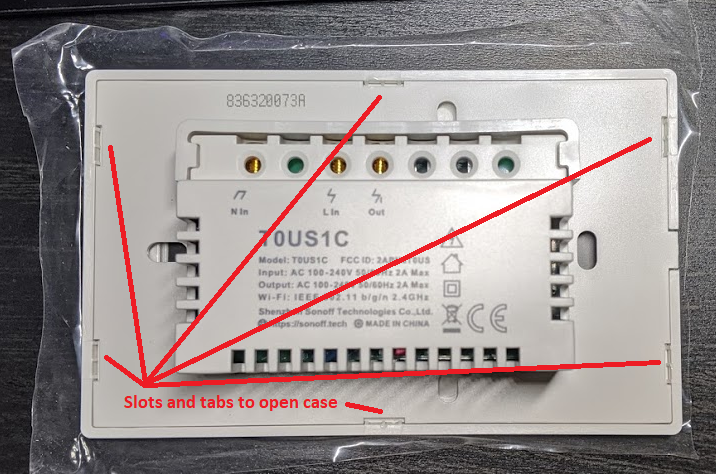 836320073A
N In L In Out
T0US1C
Model: T0US1C FCC ID:
Input: AC 100-240V 50/60Hz 2A Max
Output: AC 100-240V 50/60Hz 2A Max
Wi-Fi: IEEE 802.11 b/g/n 2.4GHz
Shenzhen Sonoff Technologies Co.,Ltd.
https://sonoff.tech MADE IN CHINA
CE
Slots and tabs to open case